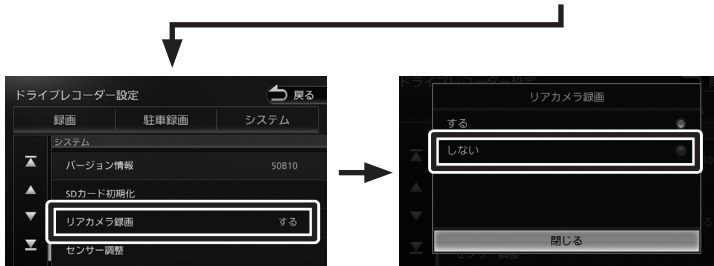 ドライブレコーダー設定
戻る
録画 駐車録画 システム
システム
バージョン情報 50B10
SDカード初期化
リアカメラ録画 する
センサー調整
リアカメラ録画
する
しない
閉じる